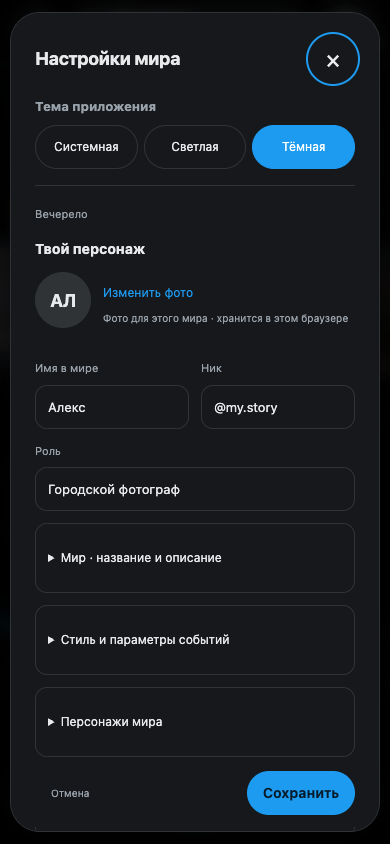 Настройки мира
×
Тема приложения
Системная Светлая Тёмная
Вечерело
Твой персонаж
АЛ
Изменить фото
Фото для этого мира · хранится в этом браузере
Имя в мире Ник
Алекс @my.story
Роль
Городской фотограф
Мир · название и описание
Стиль и параметры событий
Персонажи мира
Отмена Сохранить